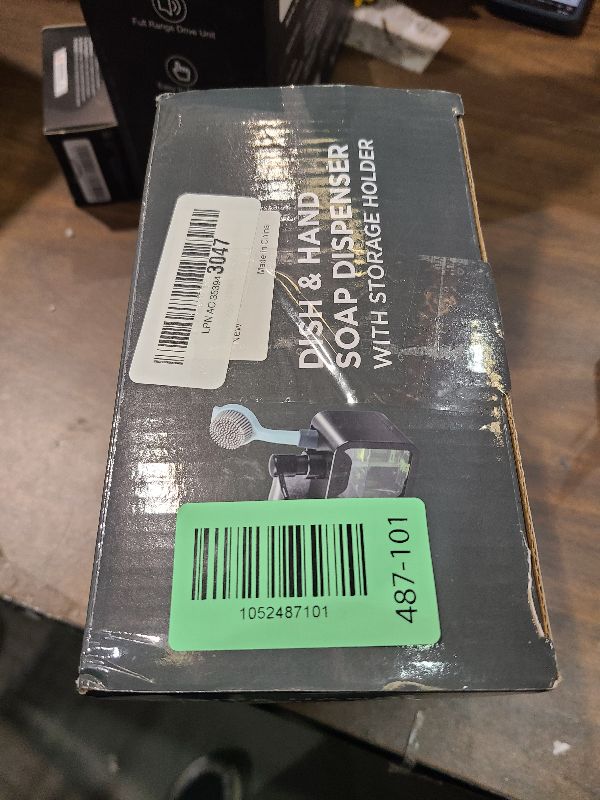 Full Range Drive Unit
DISH & HAND
SOAP DISPENSER
WITH STORAGE HOLDER
Made in China
New
3047
1052487101
487-101